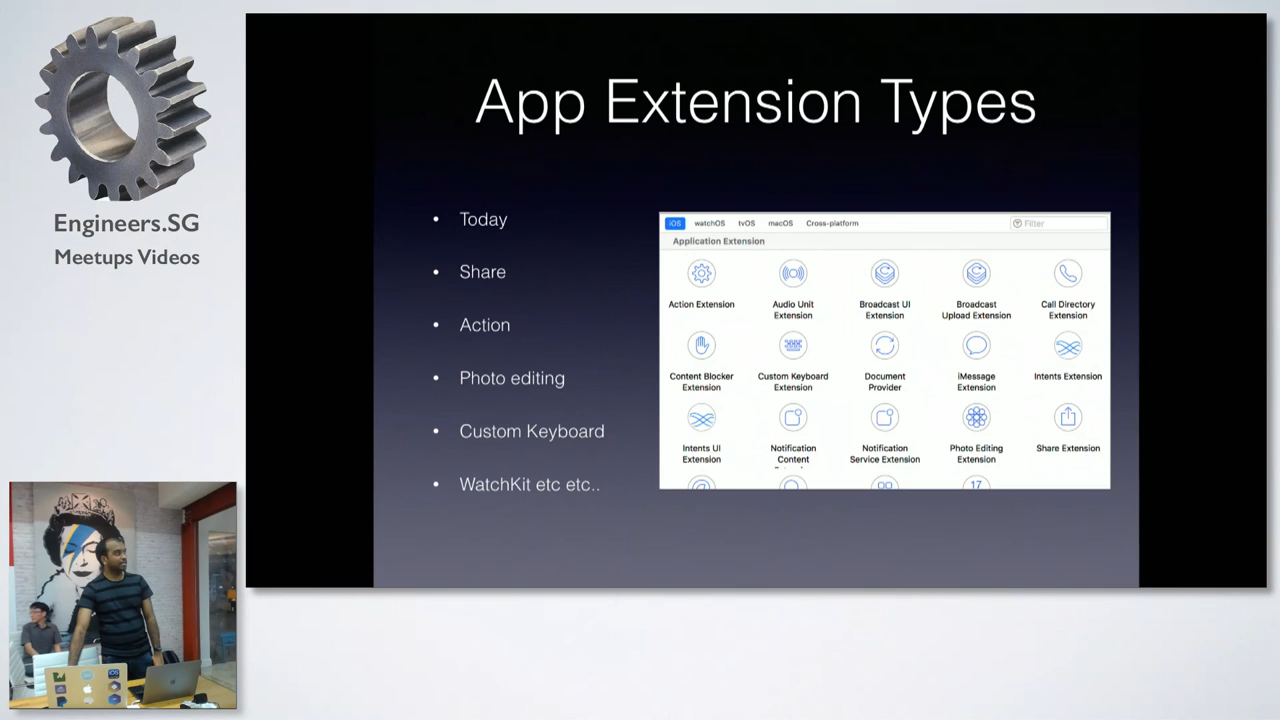 Engineers.SG
Meetups Videos
App Extension Types
• Today
• Share
• Action
• Photo editing
• Custom Keyboard
• WatchKit etc etc..
iOS watchOS tvOS macOS Cross-platform Filter
Application Extension
Action Extension
Audio Unit
Extension
Broadcast UI
Extension
Broadcast
Upload Extension
Call Directory
Extension
Content Blocker
Extension
Custom Keyboard
Extension
Document
Provider
iMessage
Extension
Intents Extension
Intents UI
Extension
Notification
Content
Notification
Service Extension
Photo Editing
Extension
Share Extension
17
iOS